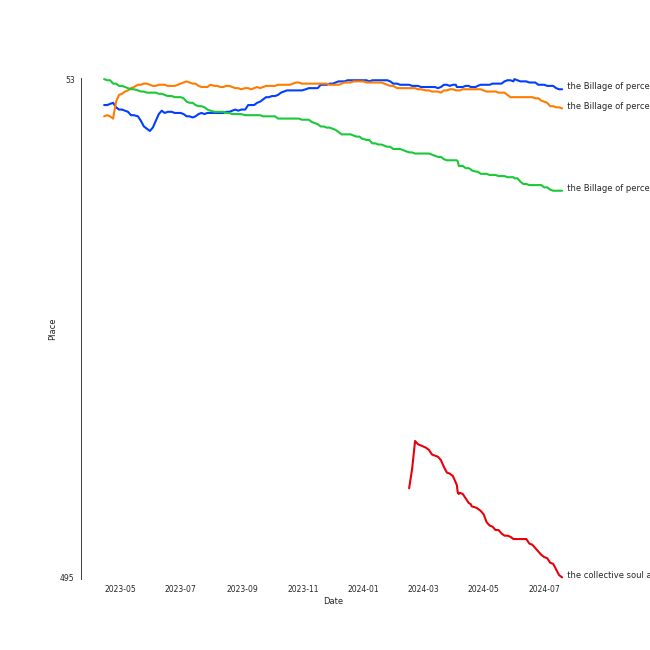 53
the Billage of perce
the Billage of perce
the Billage of perce
Place
the collective soul a
495
2023-05 2023-07 2023-09 2023-11 2024-01 2024-03 2024-05 2024-07
Date